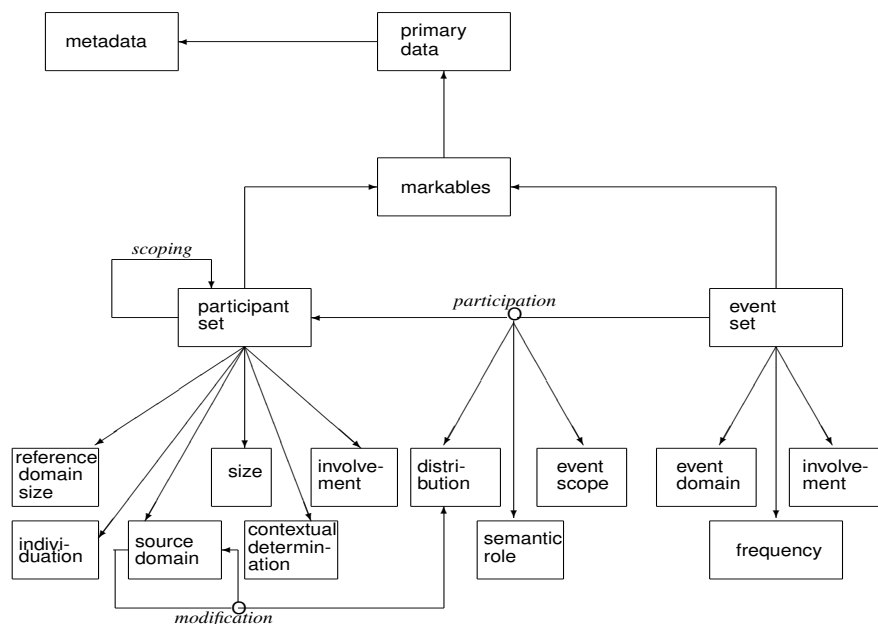 metadata
primary
data
markables
scoping
participant
set
participation
event
set
reference
domain
size
size
involve-
ment
distri-
bution
event
scope
event
domain
involve-
ment
indivi-
duation
source
domain
contextual
determin-
ation
semantic
role
frequency
modification